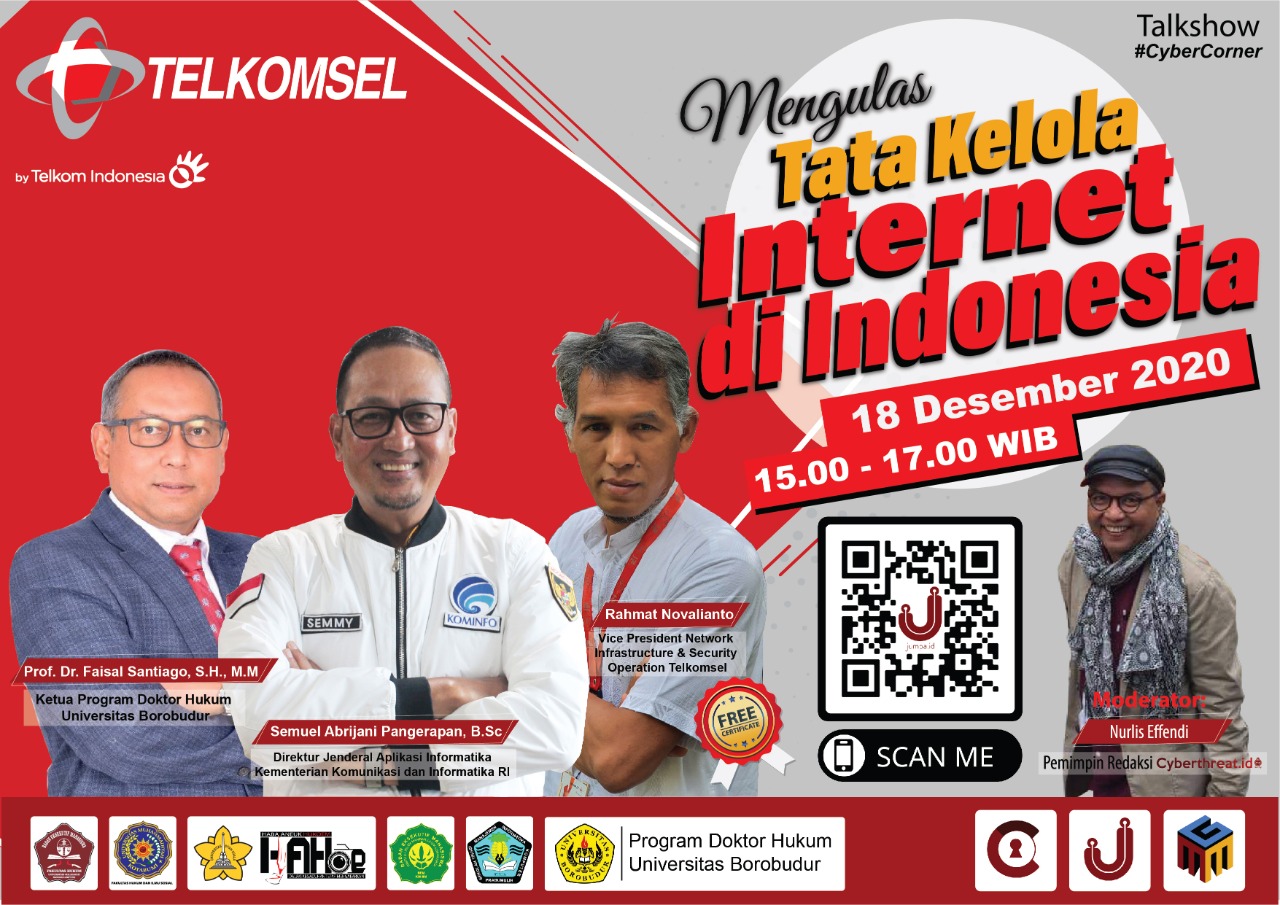 TELKOMSEL
by Telkom Indonesia
Talkshow
#CyberCorner
Mengulas
Tata Kelola
Internet
di Indonesia
18 Desember 2020
15.00 - 17.00 WIB
SEMMY
KOMINFO
Prof. Dr. Faisal Santiago, S.H., M.M
Ketua Program Doktor Hukum
Universitas Borobudur
Semuel Abrijani Pangerapan, B.Sc
Direktur Jenderal Aplikasi Informatika
Kementerian Komunikasi dan Informatika RI
Rahmat Novalianto
Vice President Network
Infrastructure & Security
Operation Telkomsel
FREE
CERTIFICATE
jumpa.id
SCAN ME
Moderator:
Nurlis Effendi
Pemimpin Redaksi Cyberthreat.id
UNIVERSITAS
BOROBUDUR
Program Doktor Hukum
Universitas Borobudur